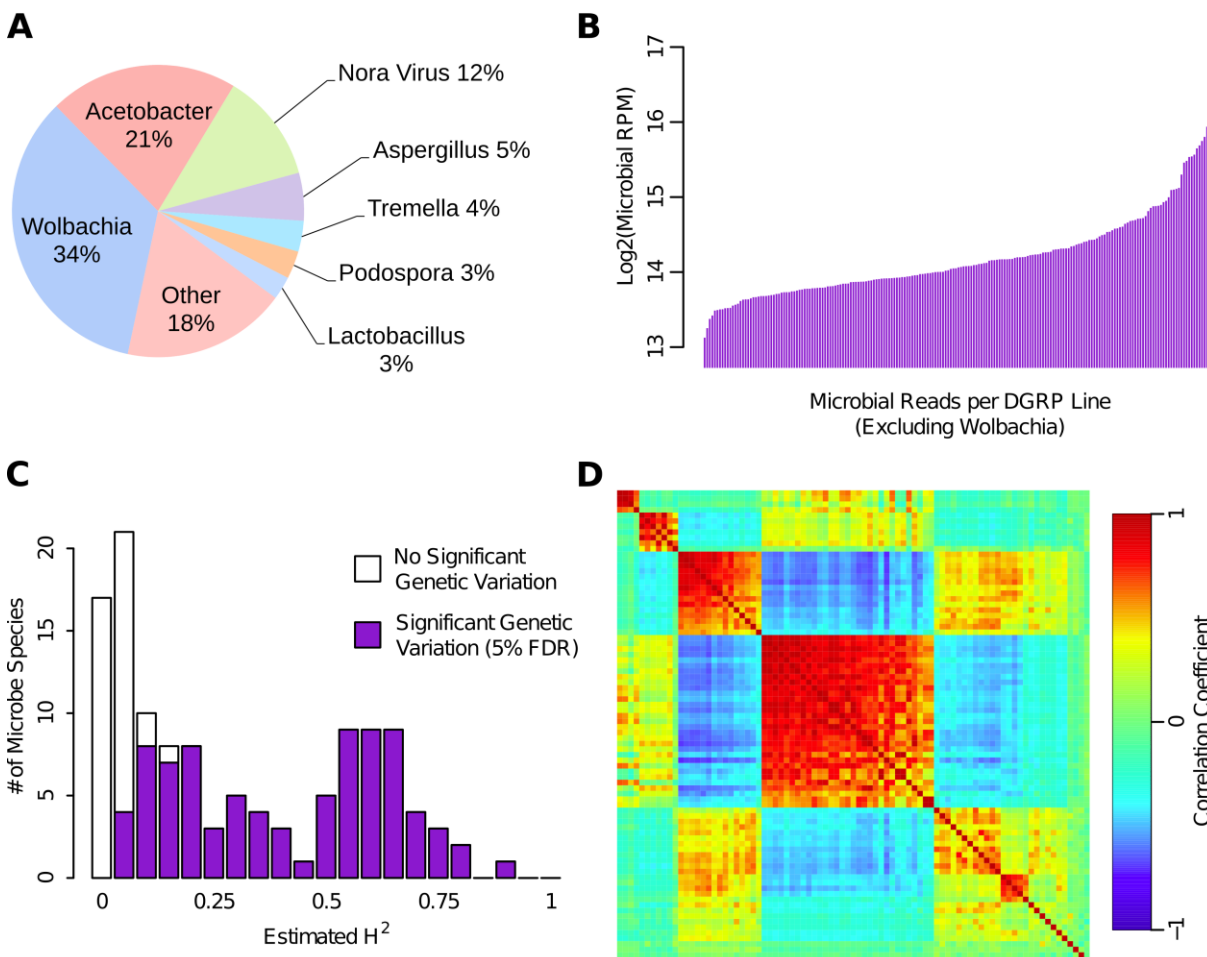 A
Acetobacter
21%
Wolbachia
34%
Other
18%
Nora Virus 12%
Aspergillus 5%
Tremella 4%
Podospora 3%
Lactobacillus
3%
B
Log2(Microbial RPM)
17
16
15
14
13
Microbial Reads per DGRP Line
(Excluding Wolbachia)
C
#of Microbe Species
20
15
10
5
0
No Significant
Genetic Variation
Significant Genetic
Variation (5% FDR)
0 0.25 0.5 0.75 1
Estimated H²
D
1
0
−1
Correlation Coefficient